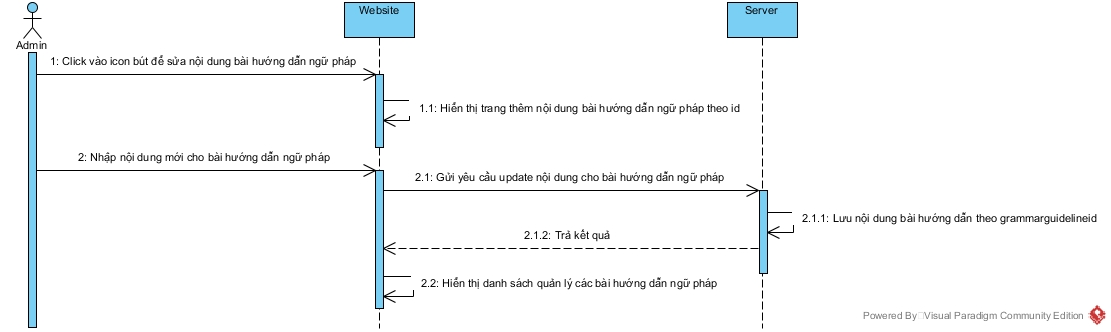 Website
Server
Admin
1: Click vào icon bút để sửa nội dung bài hướng dẫn ngữ pháp
1.1: Hiển thị trang thêm nội dung bài hướng dẫn ngữ pháp theo id
2: Nhập nội dung mới cho bài hướng dẫn ngữ pháp
2.1: Gửi yêu cầu update nội dung cho bài hướng dẫn ngữ pháp
2.1.1: Lưu nội dung bài hướng dẫn theo grammarguidelineid
2.1.2: Trả kết quả
2.2: Hiển thị danh sách quản lý các bài hướng dẫn ngữ pháp
Powered By Visual Paradigm Community Edition